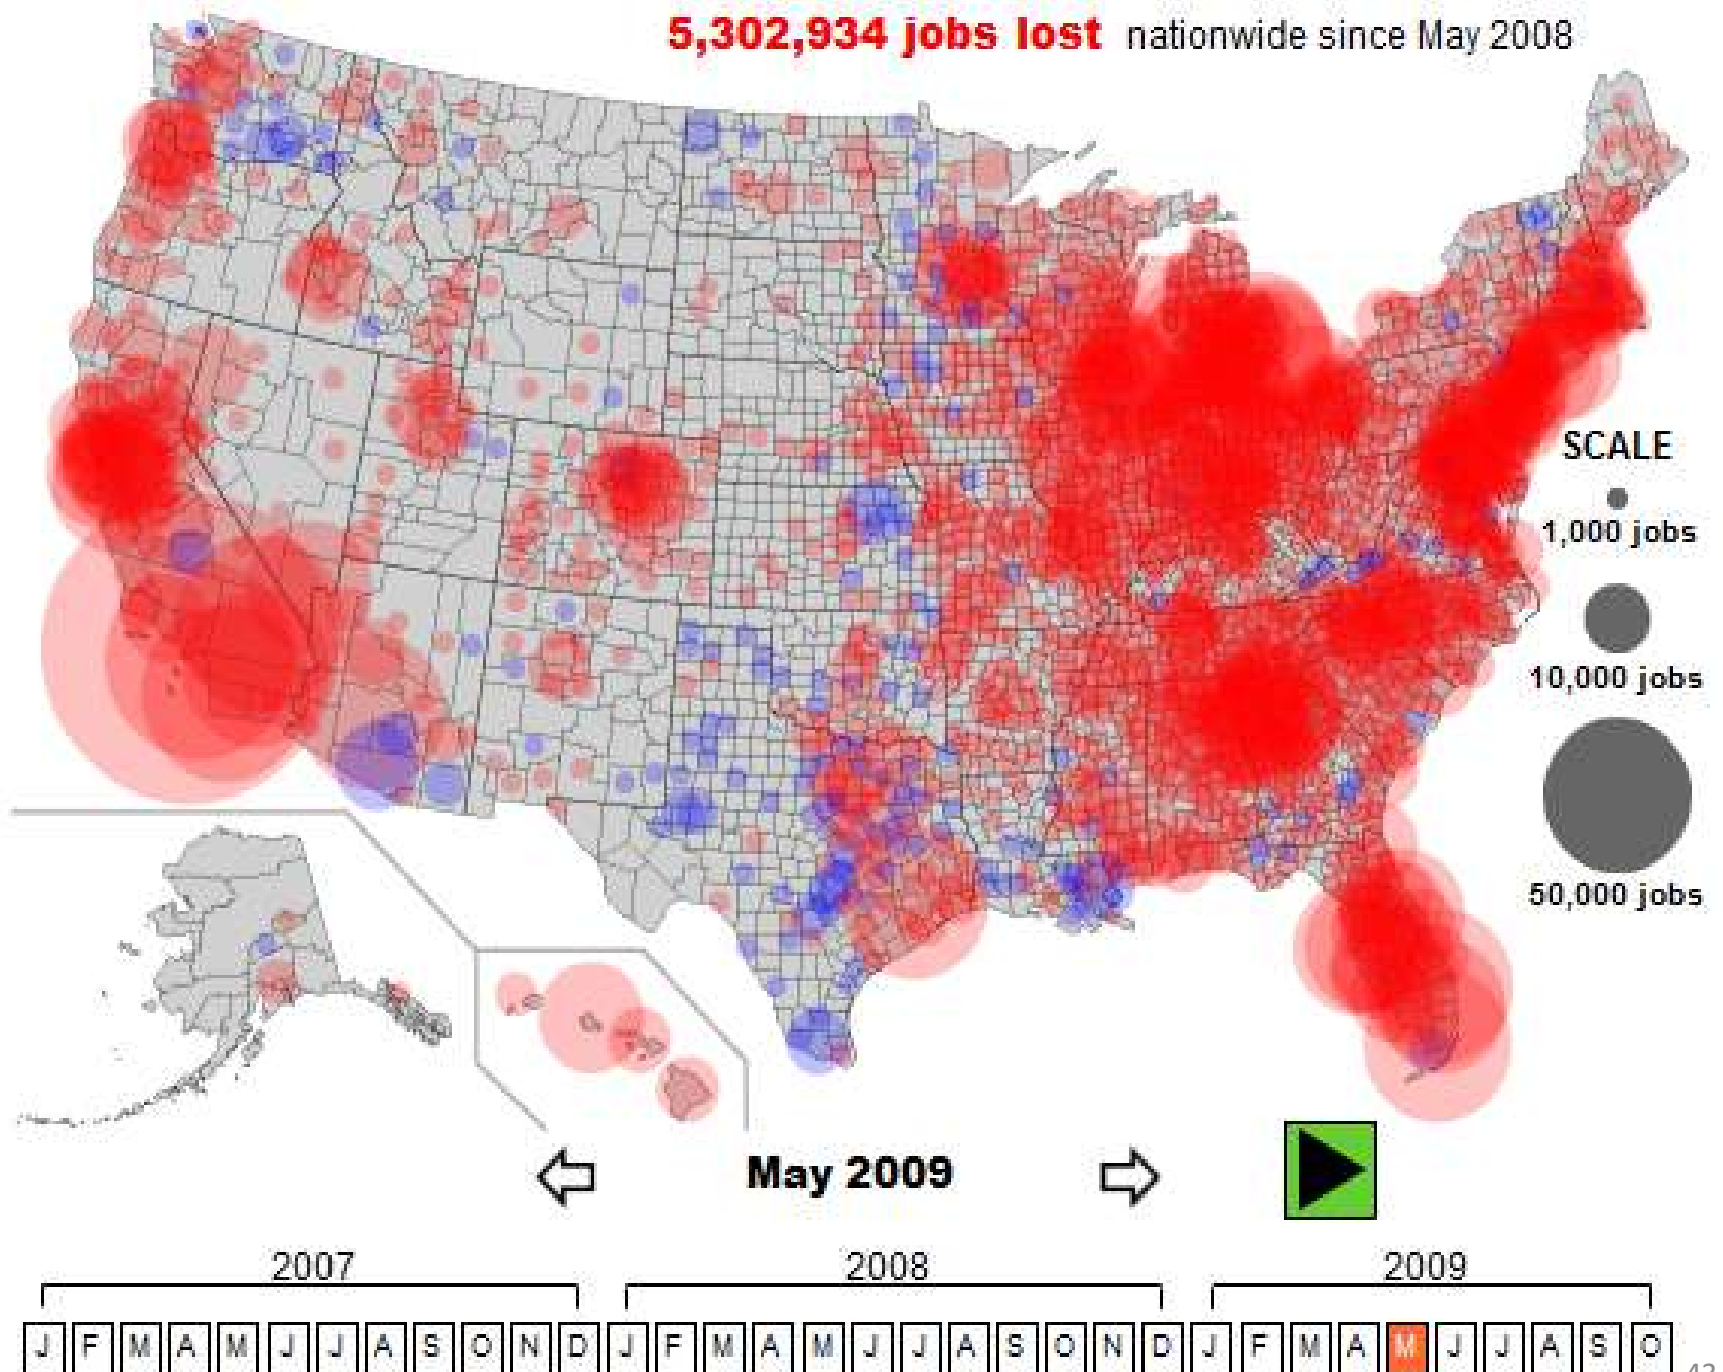 5,302,934 jobs lost nationwide since May 2008
SCALE
1,000 jobs
10,000 jobs
50,000 jobs
May 2009
2007 2008 2009
J F M A M J J A S O N D J F M A M J J A S O N D J F M A M J J A S O